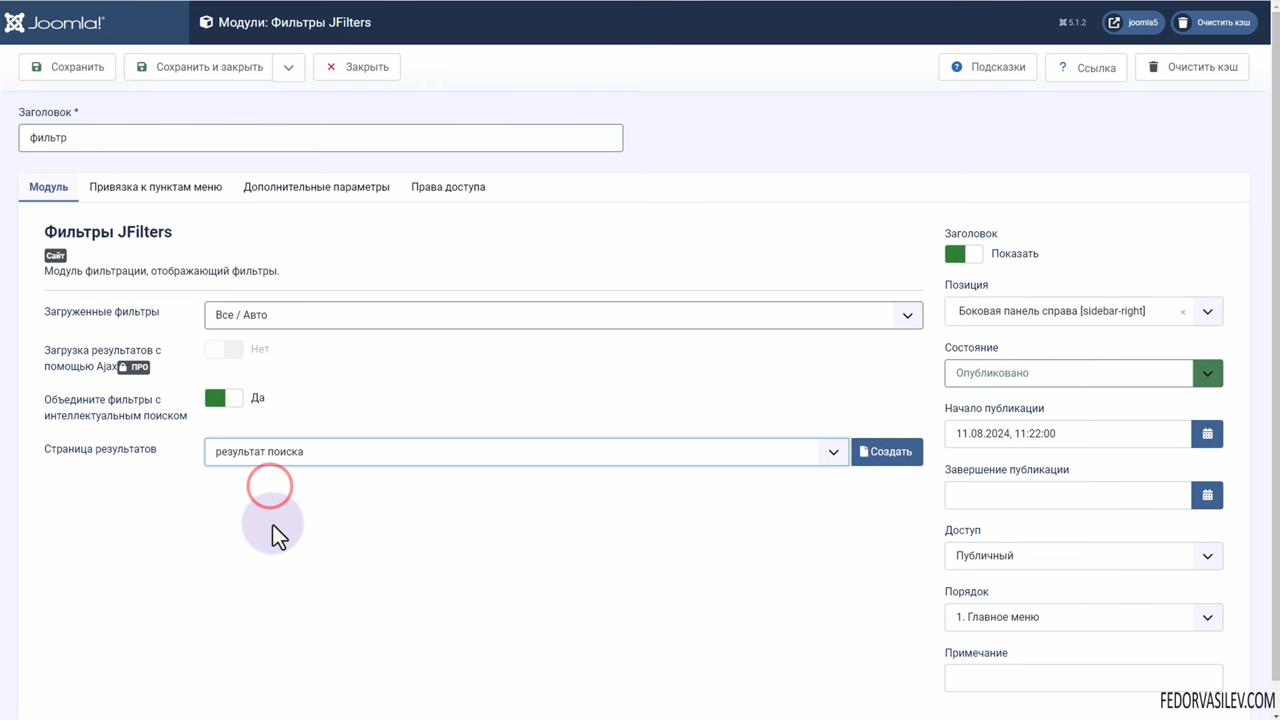 Joomla!
Модули: Фильтры JFilters
5.1.2
joomla5
Очистить кэш
Сохранить
Сохранить и закрыть
Закрыть
Подсказки
Ссылка
Очистить кэш
Заголовок *
фильтр
Модуль
Привязка к пунктам меню
Дополнительные параметры
Права доступа
Фильтры JFilters
Сайт
Модуль фильтрации, отображающий фильтры.
Загруженные фильтры
Все / Авто
Загрузка результатов с
помощью Ajax ПРО
Нет
Объедините фильтры с
интеллектуальным поиском
Да
Страница результатов
результат поиска
Создать
Заголовок
Показать
Позиция
Боковая панель справа [sidebar-right]
Состояние
Опубликовано
Начало публикации
11.08.2024, 11:22:00
Завершение публикации
Доступ
Публичный
Порядок
1. Главное меню
Примечание
FEDORVASILEV.COM